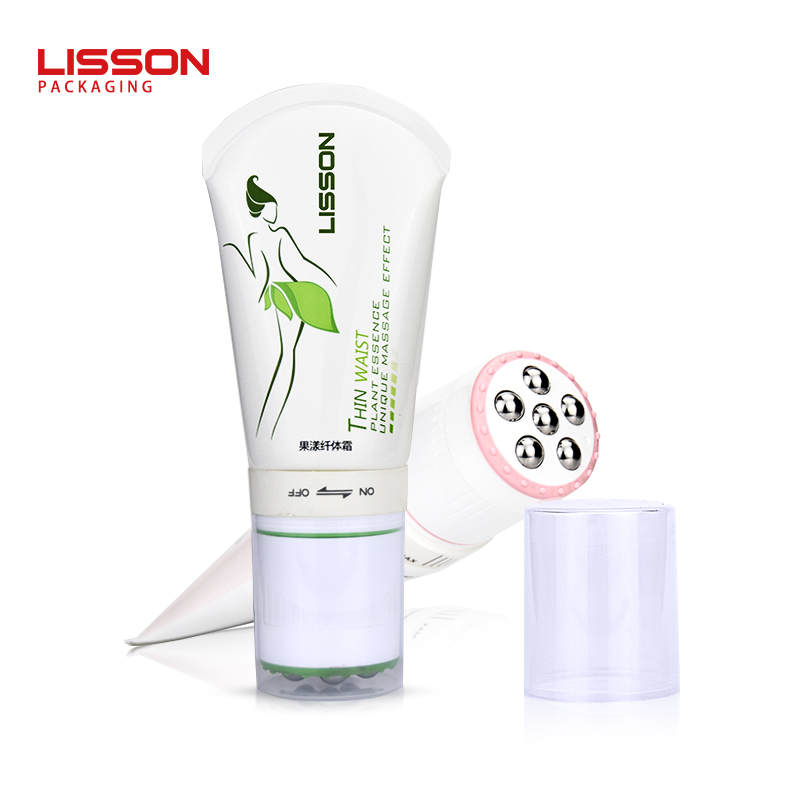 LISSON
PACKAGING
LISSON
THIN WAIST
PLANT ESSENCE
UNIQUE MASSAGE EFFECT
果漾纤体霜
ON OFF